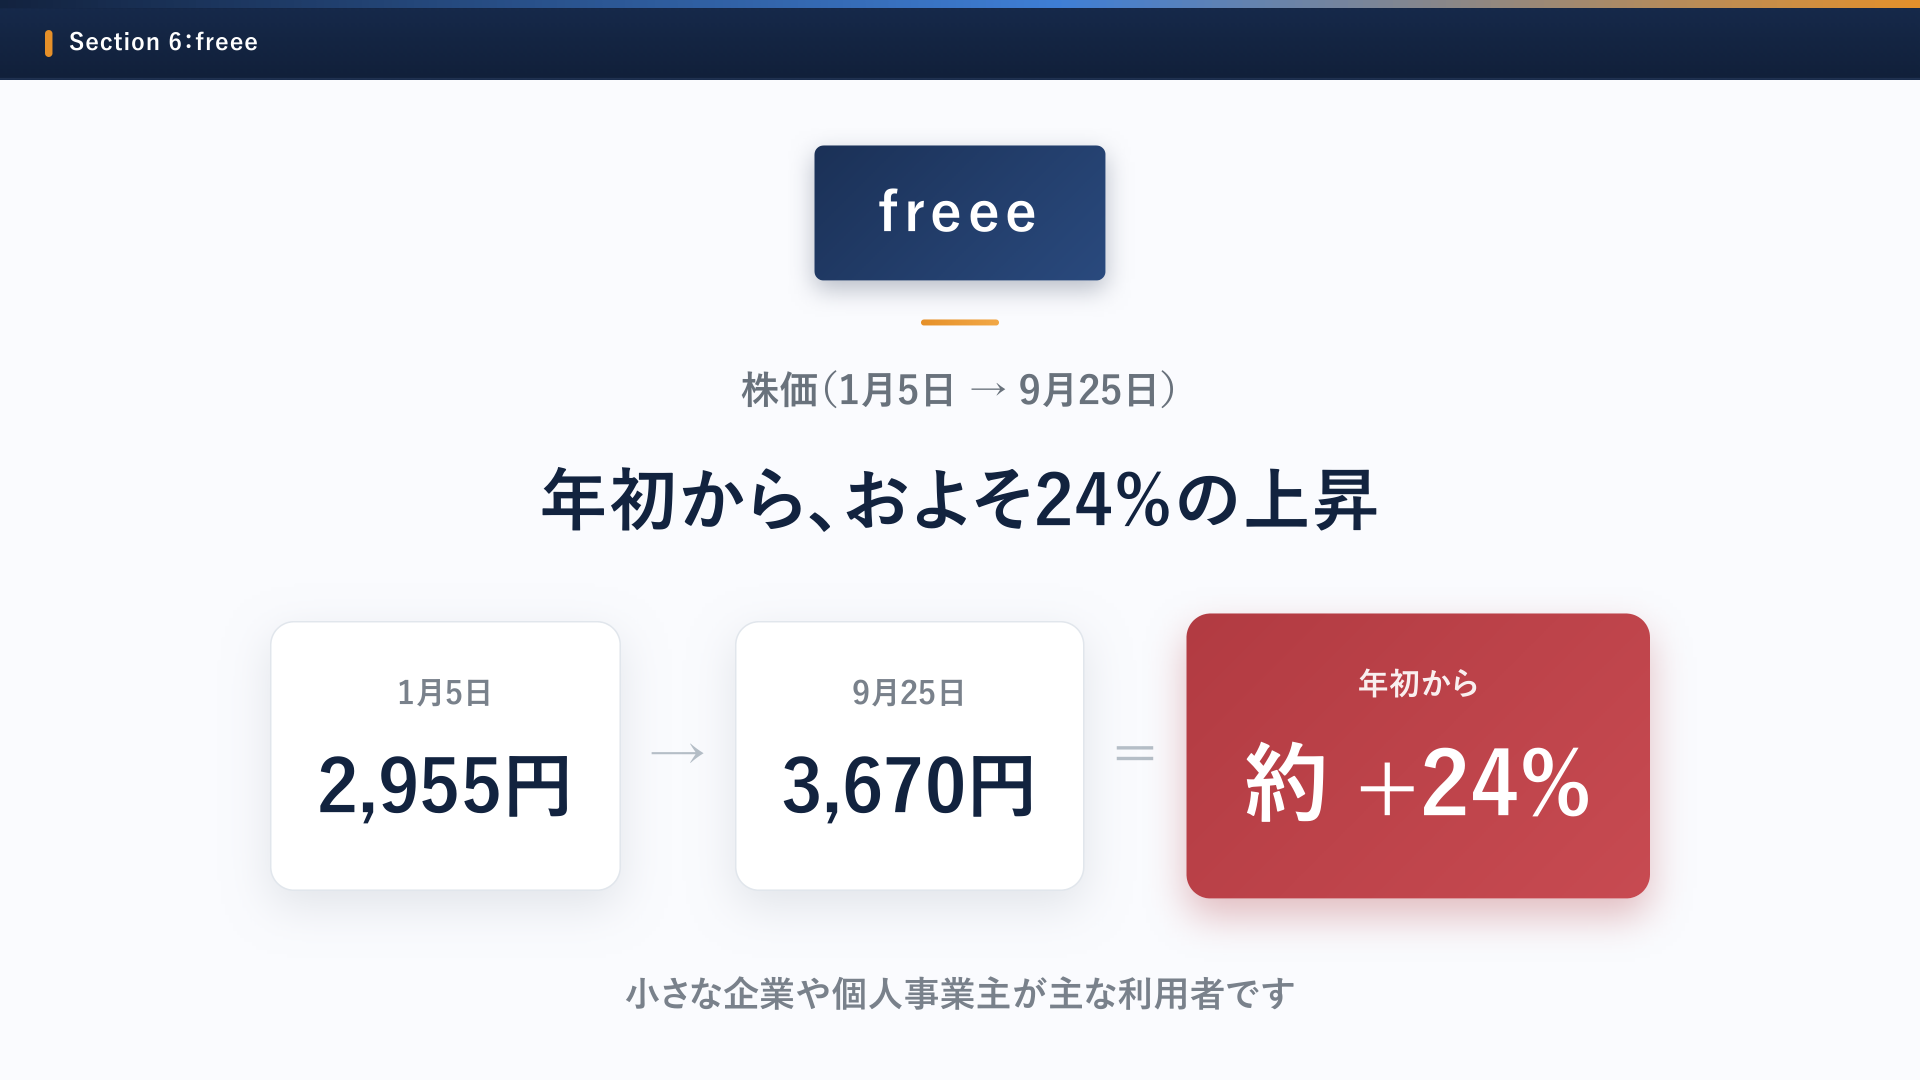 Section 6：freee
freee
株価（1月5日 → 9月25日）
年初から、およそ24%の上昇
1月5日
2,955円
→
9月25日
3,670円
＝
年初から
約 +24%
小さな企業や個人事業主が主な利用者です